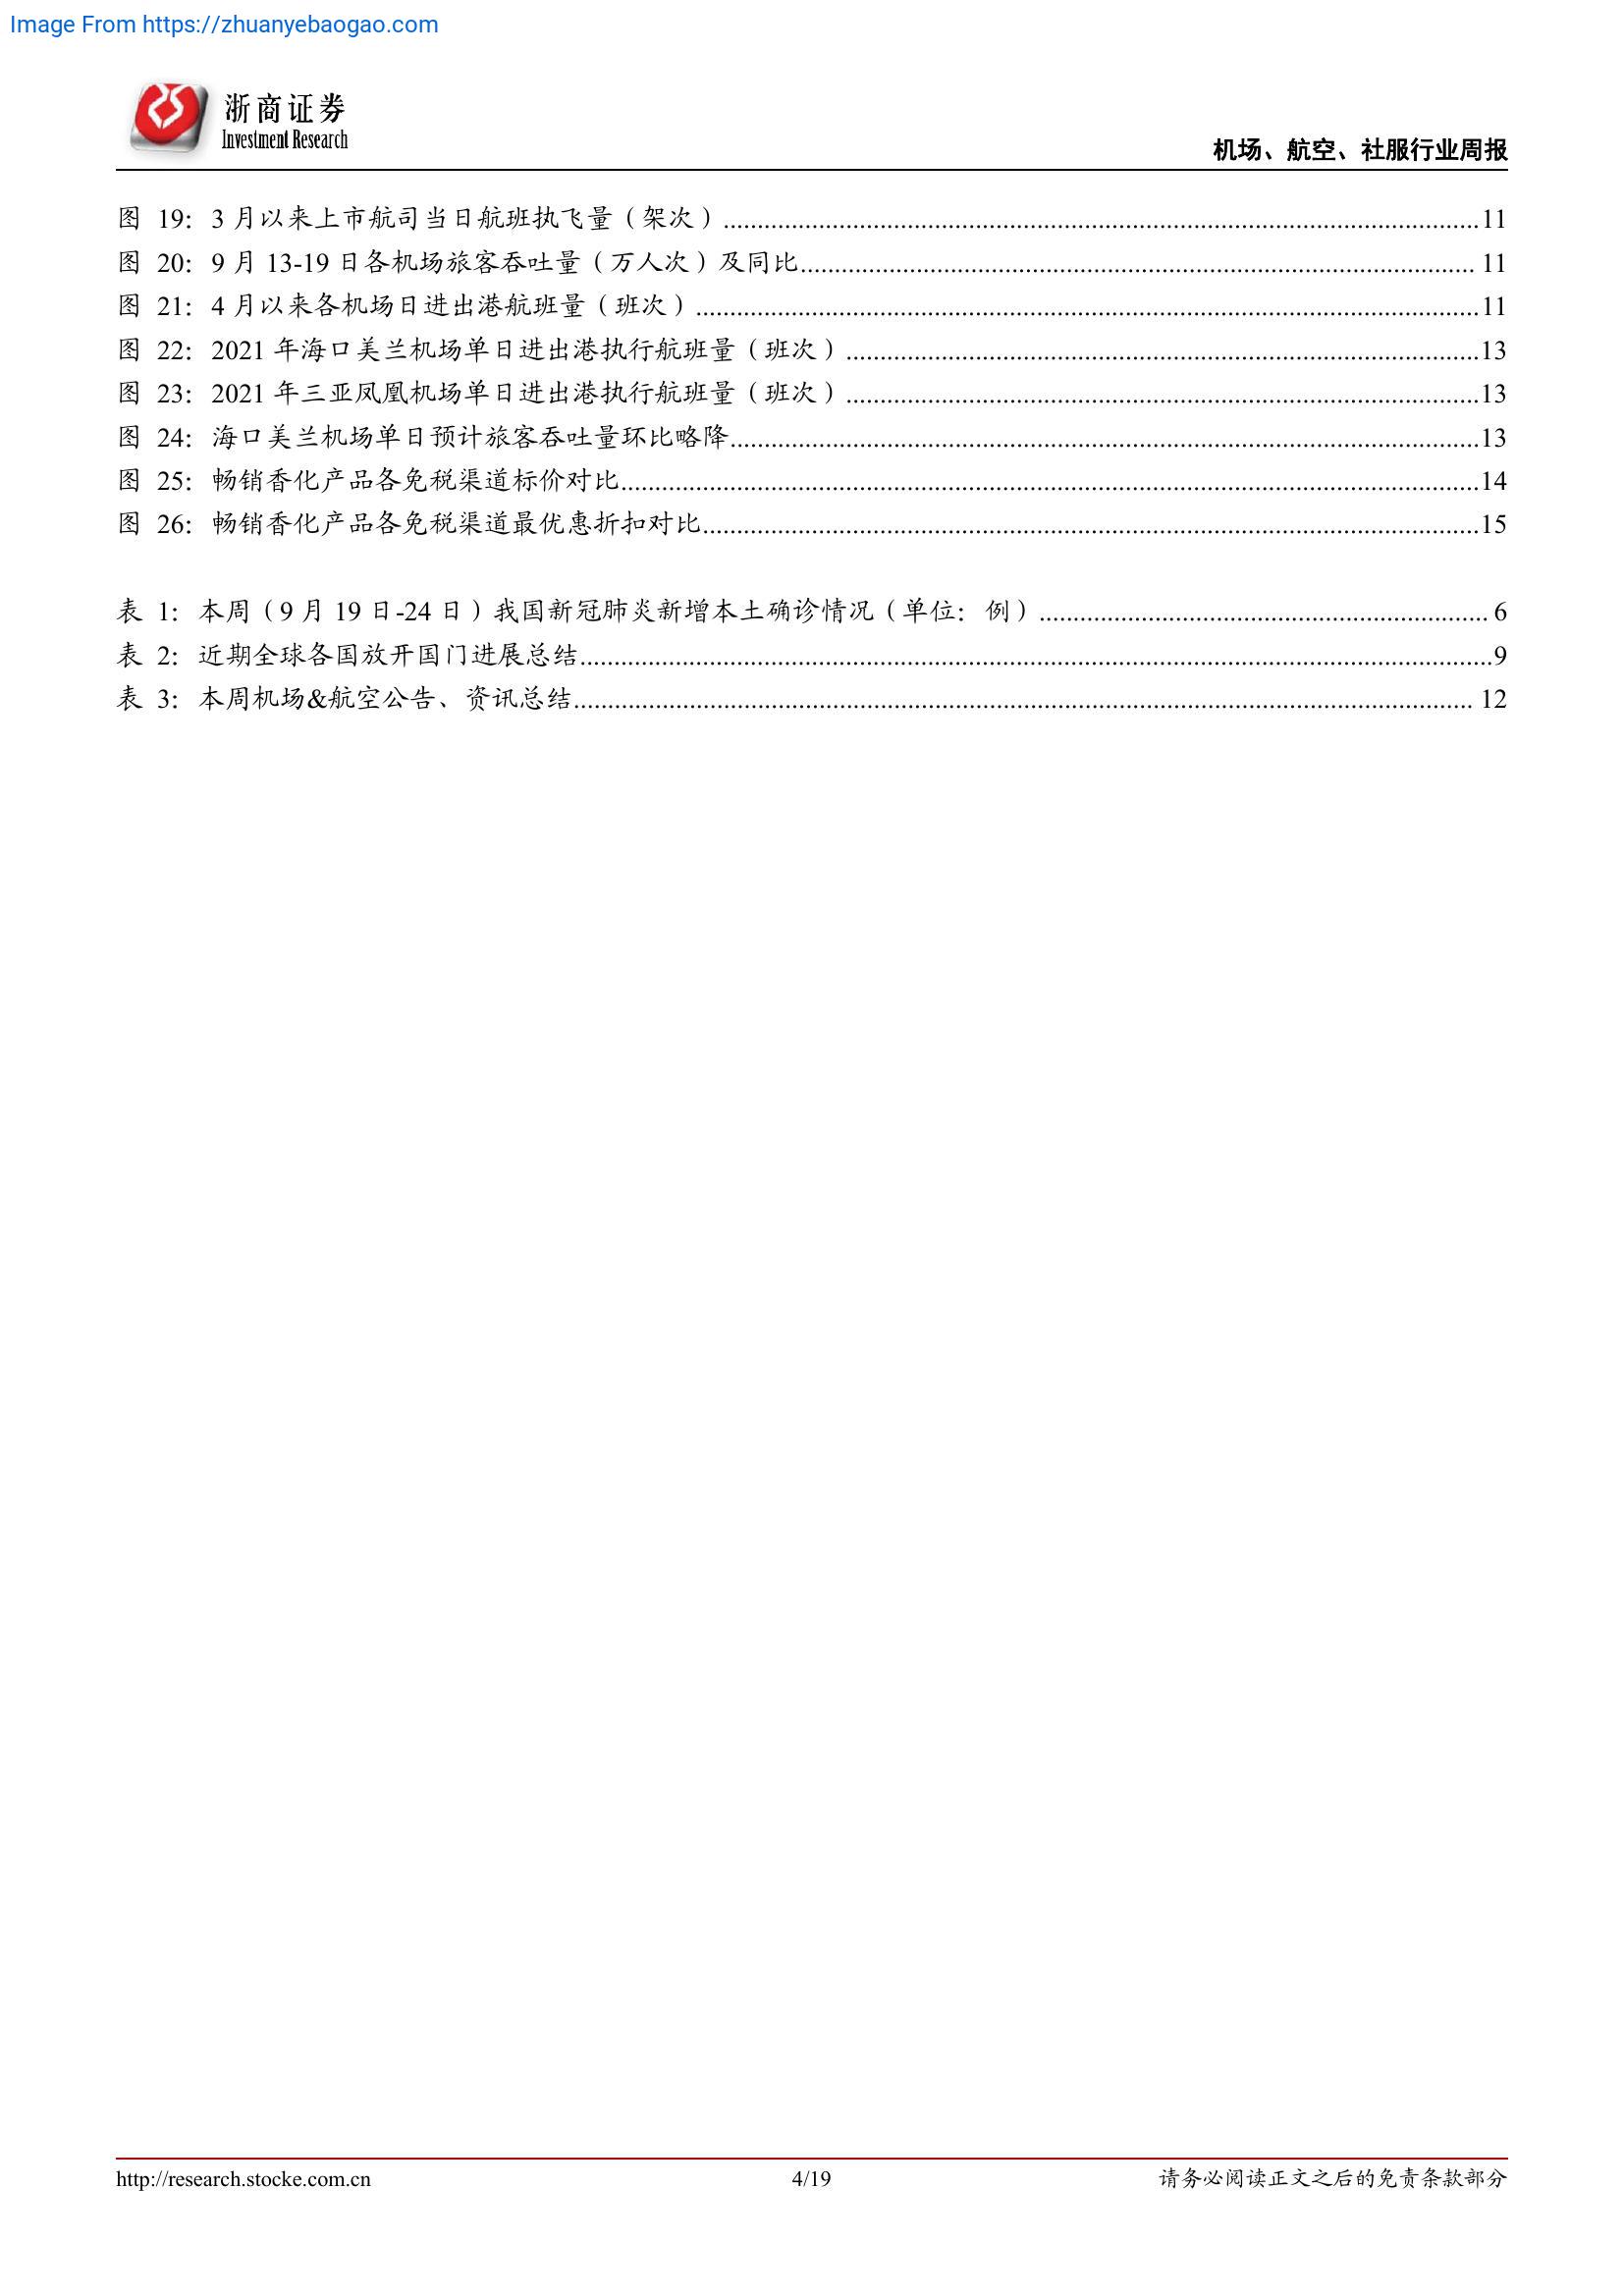 Image From https://zhuanyebaogao.com
浙商证券
Investment Research
机场、航空、社服行业周报
图 19：3 月以来上市航司当日航班执飞量（架次）........................................11
图 20：9 月 13-19 日各机场旅客吞吐量（万人次）及同比........................................ 11
图 21：4 月以来各机场日进出港航班量（班次）........................................11
图 22：2021 年海口美兰机场单日进出港执行航班量（班次）........................................13
图 23：2021 年三亚凤凰机场单日进出港执行航班量（班次）........................................13
图 24：海口美兰机场单日预计旅客吞吐量环比略降........................................13
图 25：畅销香化产品各免税渠道标价对比........................................14
图 26：畅销香化产品各免税渠道最优惠折扣对比........................................15
表 1：本周（9 月 19 日-24 日）我国新冠肺炎新增本土确诊情况（单位：例）........................................ 6
表 2：近期全球各国放开国门进展总结........................................9
表 3：本周机场&航空公告、资讯总结........................................ 12
http://research.stocke.com.cn
4/19
请务必阅读正文之后的免责条款部分